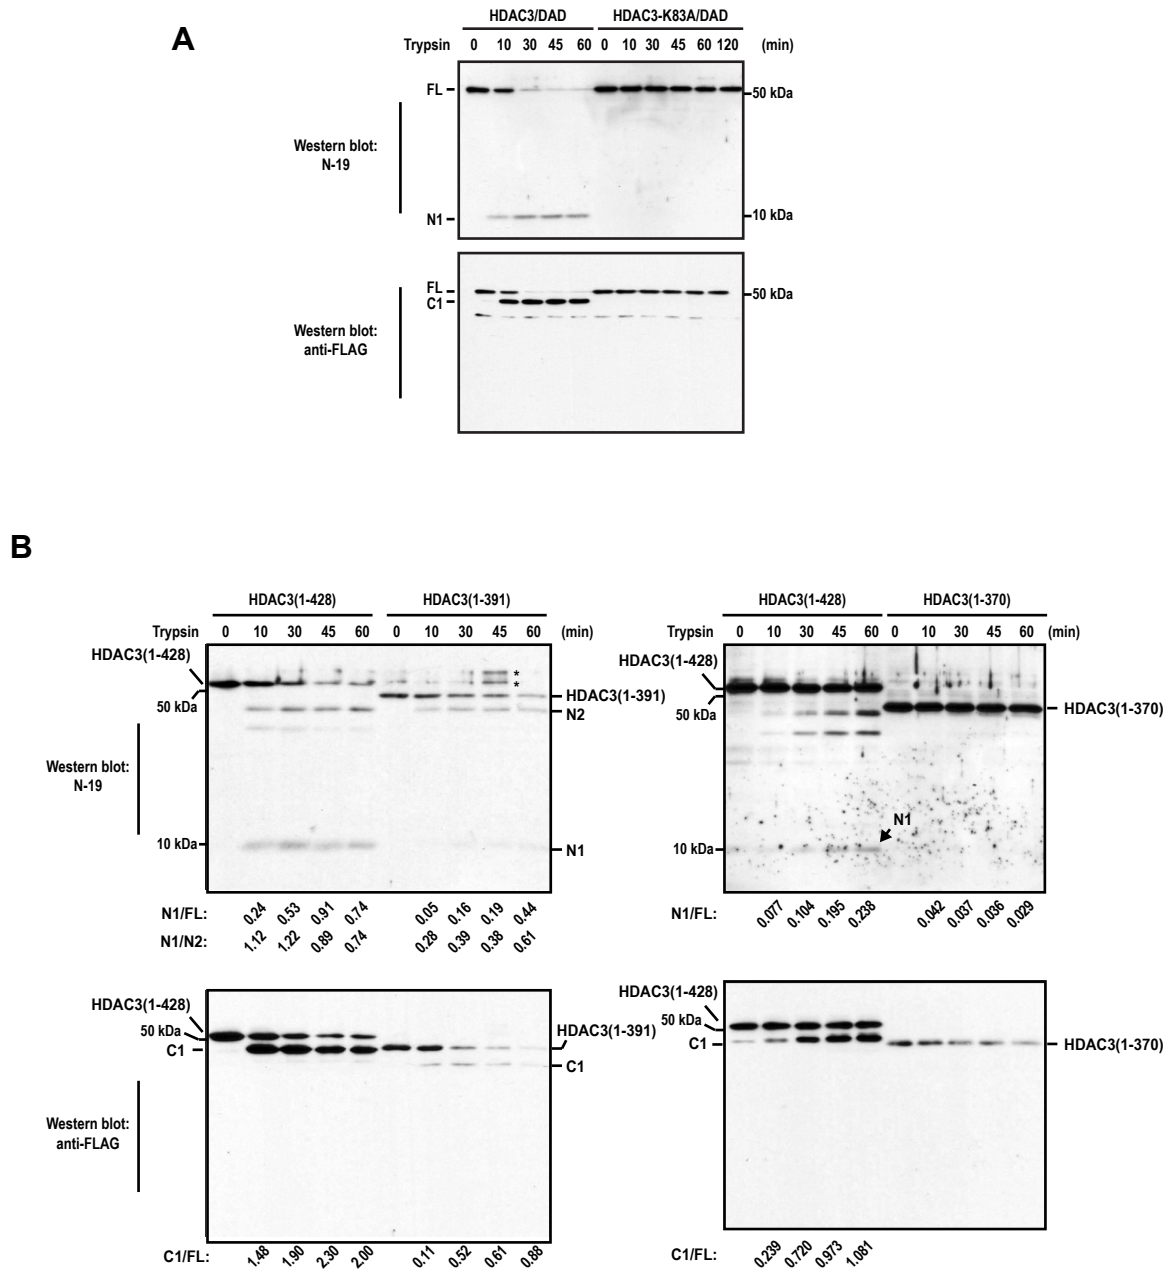 A
HDAC3/DAD HDAC3-K83A/DAD
Trypsin 0 10 30 45 60 0 10 30 45 60 120 (min)
FL
50 kDa
Western blot:
N-19
N1
10 kDa
FL
C1
50 kDa
Western blot:
anti-FLAG
B
HDAC3(1-428) HDAC3(1-391)
Trypsin 0 10 30 45 60 0 10 30 45 60 (min)
HDAC3(1-428)
*
*
HDAC3(1-391)
50 kDa
N2
Western blot:
N-19
10 kDa
N1
N1/FL: 0.24 0.53 0.91 0.74 0.05 0.16 0.19 0.44
N1/N2: 1.12 1.22 0.89 0.74 0.28 0.39 0.38 0.61
HDAC3(1-428) HDAC3(1-370)
Trypsin 0 10 30 45 60 0 10 30 45 60 (min)
HDAC3(1-428)
50 kDa
HDAC3(1-370)
N1
10 kDa
N1/FL: 0.077 0.104 0.195 0.238 0.042 0.037 0.036 0.029
HDAC3(1-428)
50 kDa
HDAC3(1-391)
C1
C1
Western blot:
anti-FLAG
C1/FL: 1.48 1.90 2.30 2.00 0.11 0.52 0.61 0.88
HDAC3(1-428)
50 kDa
C1
HDAC3(1-370)
C1/FL: 0.239 0.720 0.973 1.081